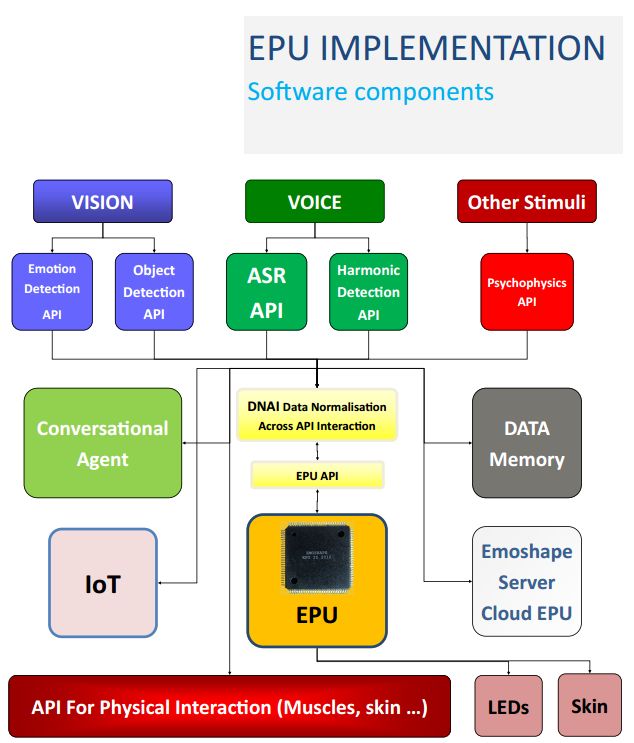 EPU IMPLEMENTATION
Software components
VISION
VOICE
Other Stimuli
Emotion
Detection
API
Object
Detection
API
ASR
API
Harmonic
Detection
API
Psychophysics
API
Conversational
Agent
DNAI Data Normalisation
Across API Interaction
DATA
Memory
EPU API
IoT
EMOSHAPE
EPU
Emoshape
Server
Cloud EPU
API For Physical Interaction (Muscles, skin ...)
LEDs
Skin